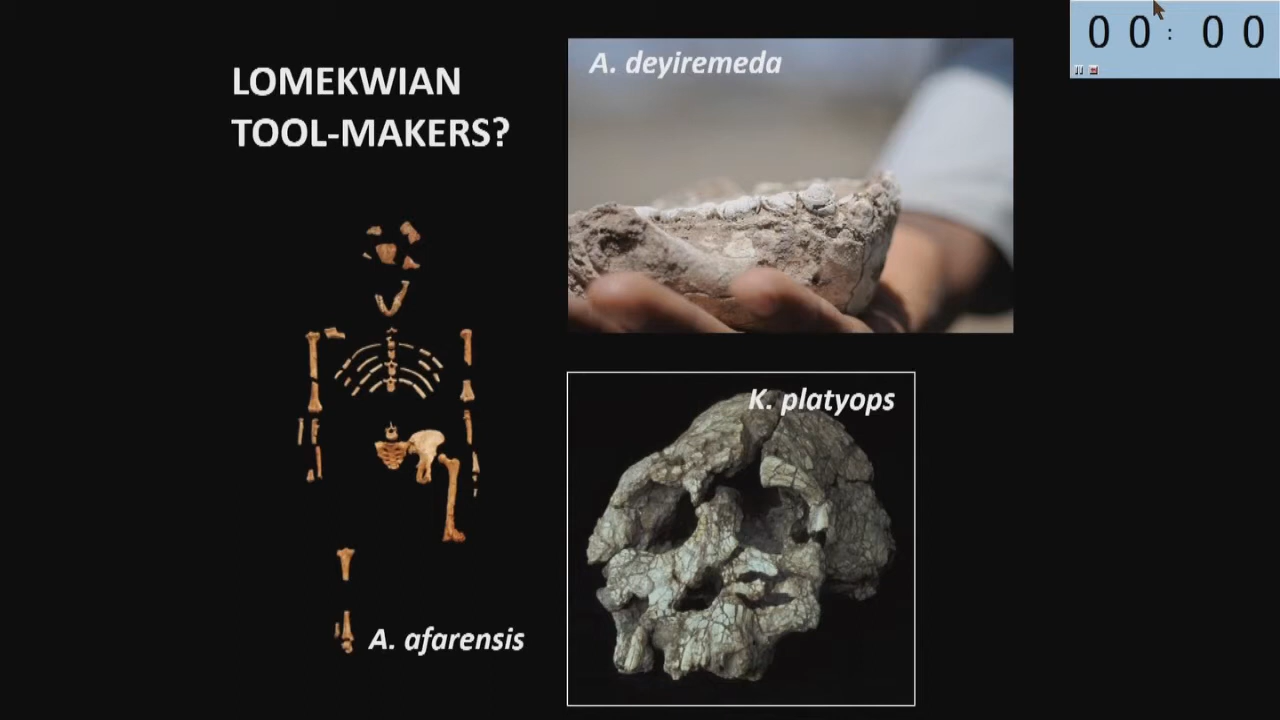 LOMEKWIAN
TOOL-MAKERS?
A. deyiremeda
00:00
K. platyops
A. afarensis